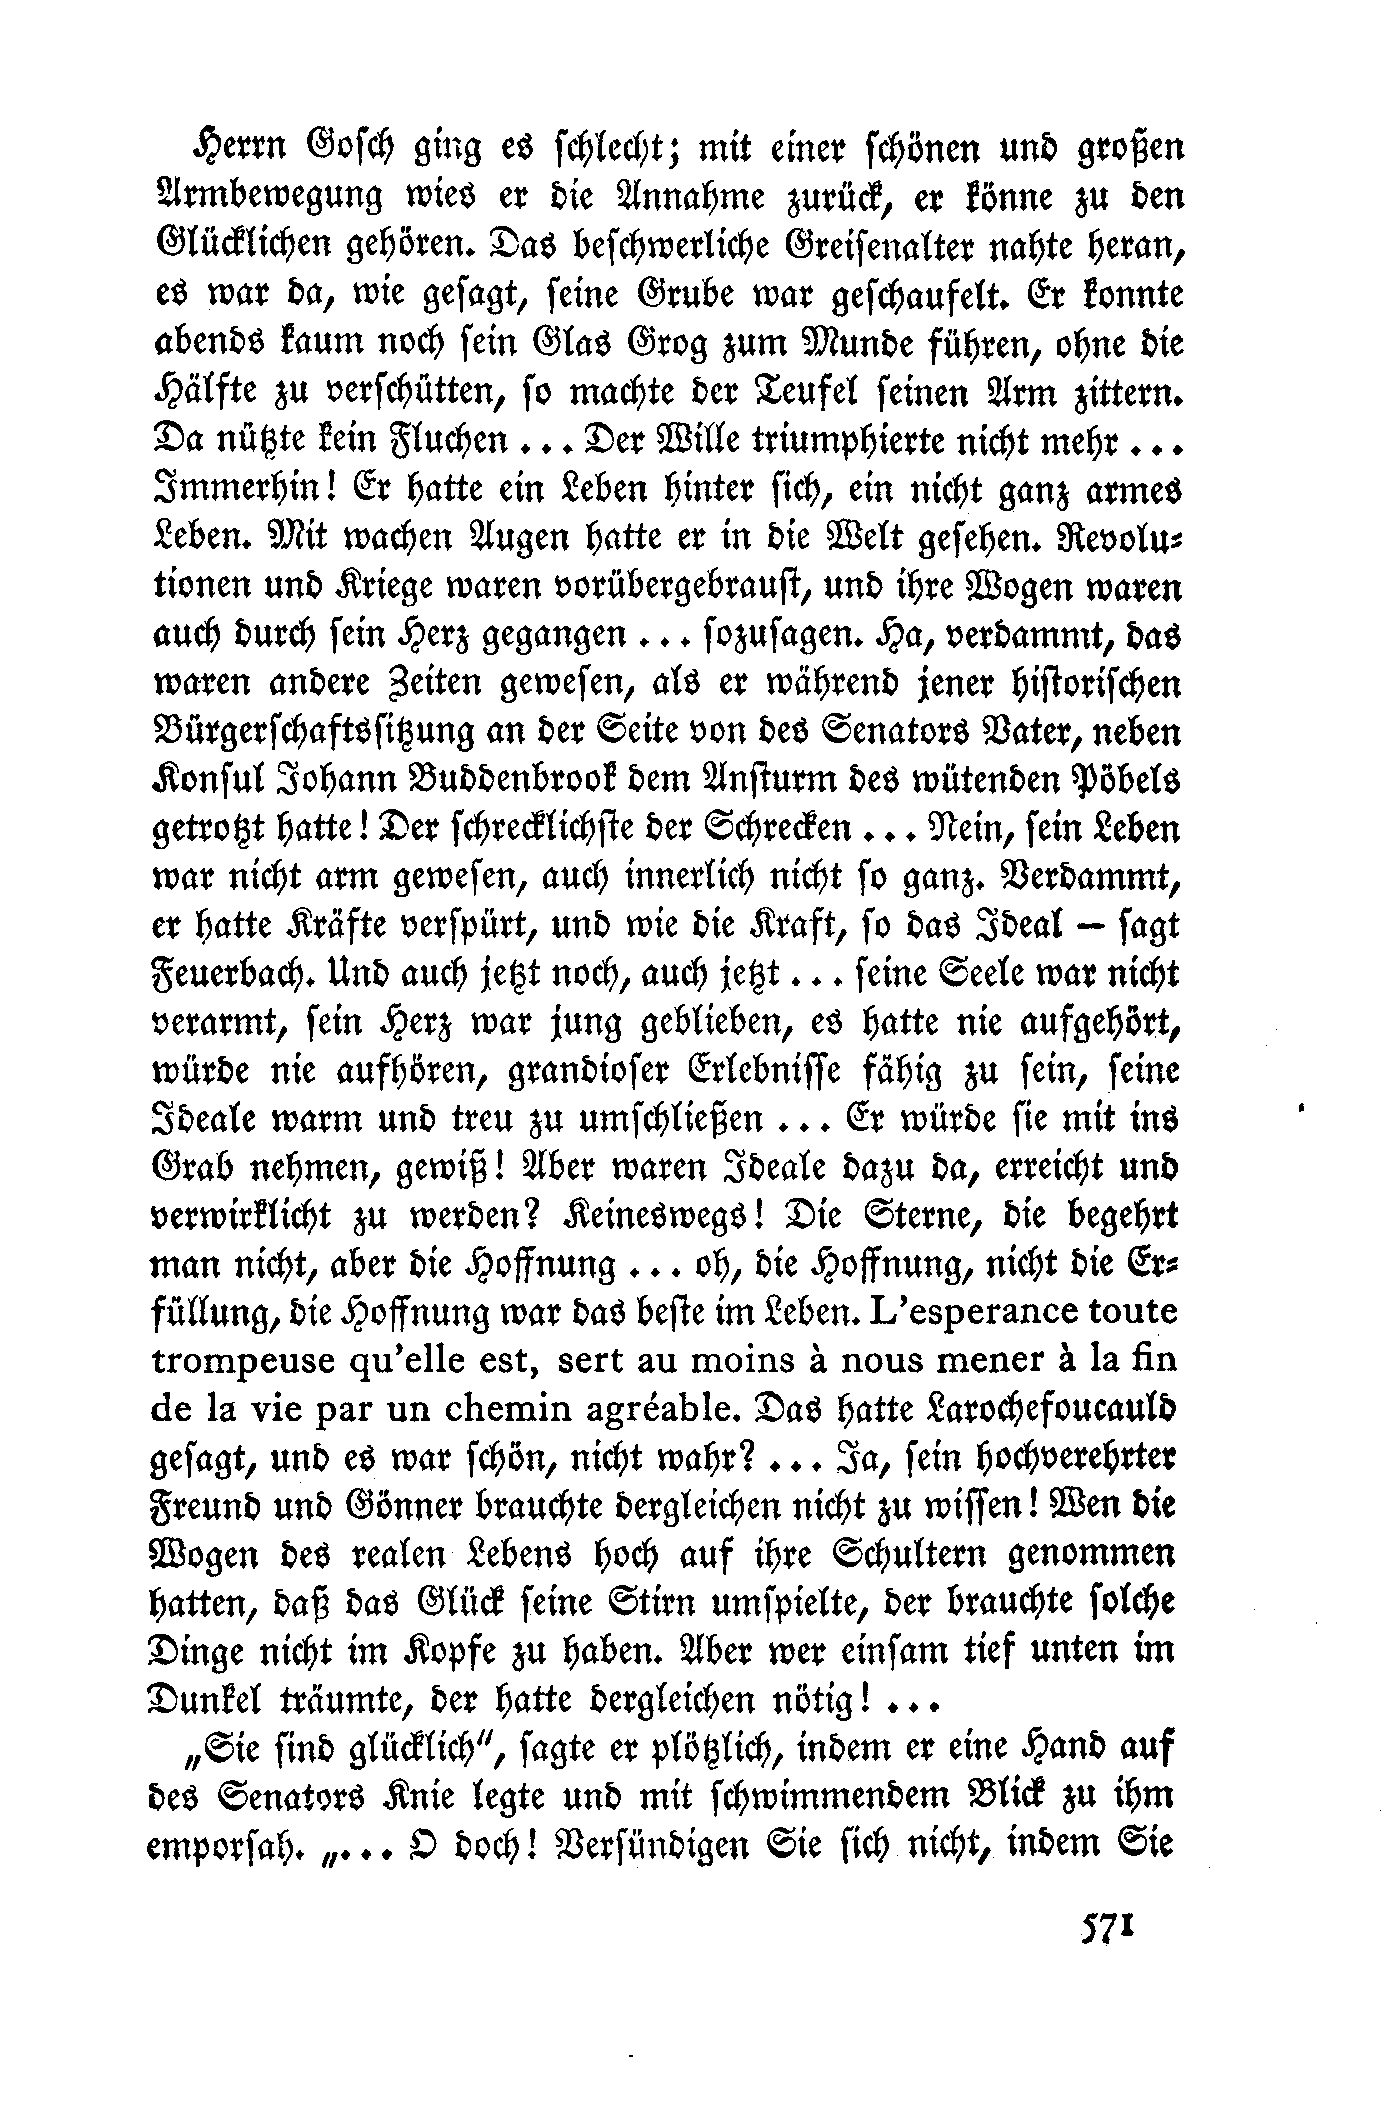 Herrn Gosch ging es schlecht; mit einer schönen und großen
Armbewegung wies er die Annahme zurück, er könne zu den
Glücklichen gehören. Das beschwerliche Greisenalter nahte heran,
es war da, wie gesagt, seine Grube war geschaufelt. Er konnte
abends kaum noch sein Glas Grog zum Munde führen, ohne die
Hälfte zu verschütten, so machte der Teufel seinen Arm zittern.
Da nützte kein Fluchen ... Der Wille triumphierte nicht mehr ...
Immerhin! Er hatte ein Leben hinter sich, ein nicht ganz armes
Leben. Mit wachen Augen hatte er in die Welt gesehen. Revolu-
tionen und Kriege waren vorübergebraust, und ihre Wogen waren
auch durch sein Herz gegangen ... sozusagen. Ha, verdammt, das
waren andere Zeiten gewesen, als er während jener historischen
Bürgerschaftssitzung an der Seite von des Senators Vater, neben
Konsul Johann Buddenbrook dem Ansturm des wütenden Pöbels
getrotzt hatte! Der schrecklichste der Schrecken ... Nein, sein Leben
war nicht arm gewesen, auch innerlich nicht so ganz. Verdammt,
er hatte Kräfte verspürt, und wie die Kraft, so das Ideal — sagt
Feuerbach. Und auch jetzt noch, auch jetzt ... seine Seele war nicht
verarmt, sein Herz war jung geblieben, es hatte nie aufgehört,
würde nie aufhören, grandioser Erlebnisse fähig zu sein, seine
Ideale warm und treu zu umschließen ... Er würde sie mit ins
Grab nehmen, gewiß! Aber waren Ideale dazu da, erreicht und
verwirklicht zu werden? Keineswegs! Die Sterne, die begehrt
man nicht, aber die Hoffnung ... oh, die Hoffnung, nicht die Er-
füllung, die Hoffnung war das beste im Leben. L'esperance toute
trompeuse qu'elle est, sert au moins à nous mener à la fin
de la vie par un chemin agréable. Das hatte Larochefoucauld
gesagt, und es war schön, nicht wahr? ... Ja, sein hochverehrter
Freund und Gönner brauchte dergleichen nicht zu wissen! Wen die
Wogen des realen Lebens hoch auf ihre Schultern genommen
hatten, daß das Glück seine Stirn umspielte, der brauchte solche
Dinge nicht im Kopfe zu haben. Aber wer einsam tief unten im
Dunkel träumte, der hatte dergleichen nötig! ...
„Sie sind glücklich", sagte er plötzlich, indem er eine Hand auf
des Senators Knie legte und mit schwimmendem Blick zu ihm
emporsah. „... O doch! Versündigen Sie sich nicht, indem Sie
571